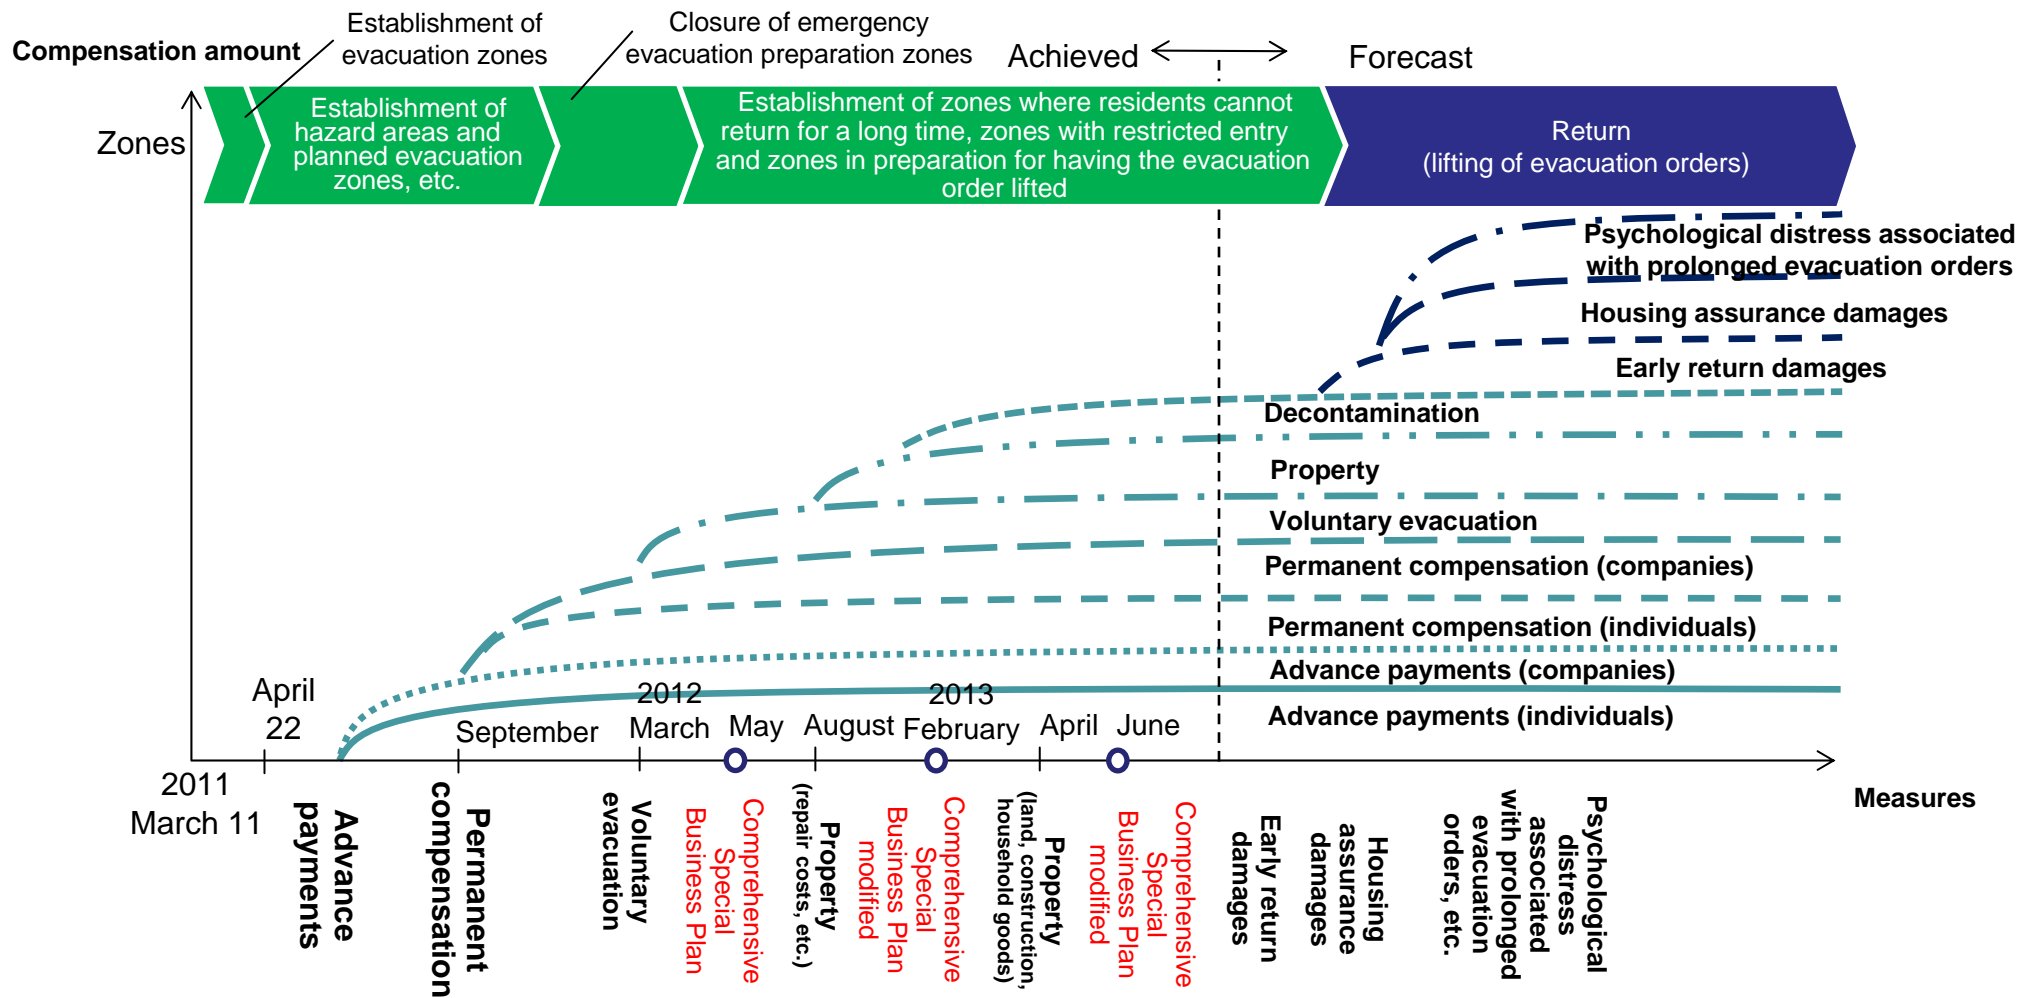 Compensation amount
Establishment of
evacuation zones
Closure of emergency
evacuation preparation zones
Achieved
Forecast
Zones
Establishment of
hazard areas and
planned evacuation
zones, etc.
Establishment of zones where residents cannot
return for a long time, zones with restricted entry
and zones in preparation for having the evacuation
order lifted
Return
(lifting of evacuation orders)
Psychological distress associated
with prolonged evacuation orders
Housing assurance damages
Early return damages
Decontamination
Property
Voluntary evacuation
Permanent compensation (companies)
Permanent compensation (individuals)
Advance payments (companies)
Advance payments (individuals)
2011
March 11
April
22
September
2012
March
May
August
2013
February
April
June
Measures
Advance
payments
Permanent
compensation
Voluntary
evacuation
Comprehensive
Special
Business Plan
Property
(repair costs, etc.)
Comprehensive
Special
Business Plan
modified
Property
(land, construction,
household goods)
Comprehensive
Special
Business Plan
modified
Early return
damages
Housing
assurance
damages
Psychological
distress
associated
with prolonged
evacuation
orders, etc.